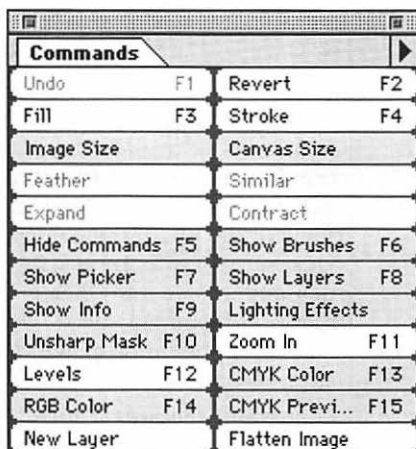 Commands
Undo F1 Revert F2
Fill F3 Stroke F4
Image Size Canvas Size
Feather Similar
Expand Contract
Hide Commands F5 Show Brushes F6
Show Picker F7 Show Layers F8
Show Info F9 Lighting Effects
Unsharp Mask F10 Zoom In F11
Levels F12 CMYK Color F13
RGB Color F14 CMYK Previ... F15
New Layer Flatten Image